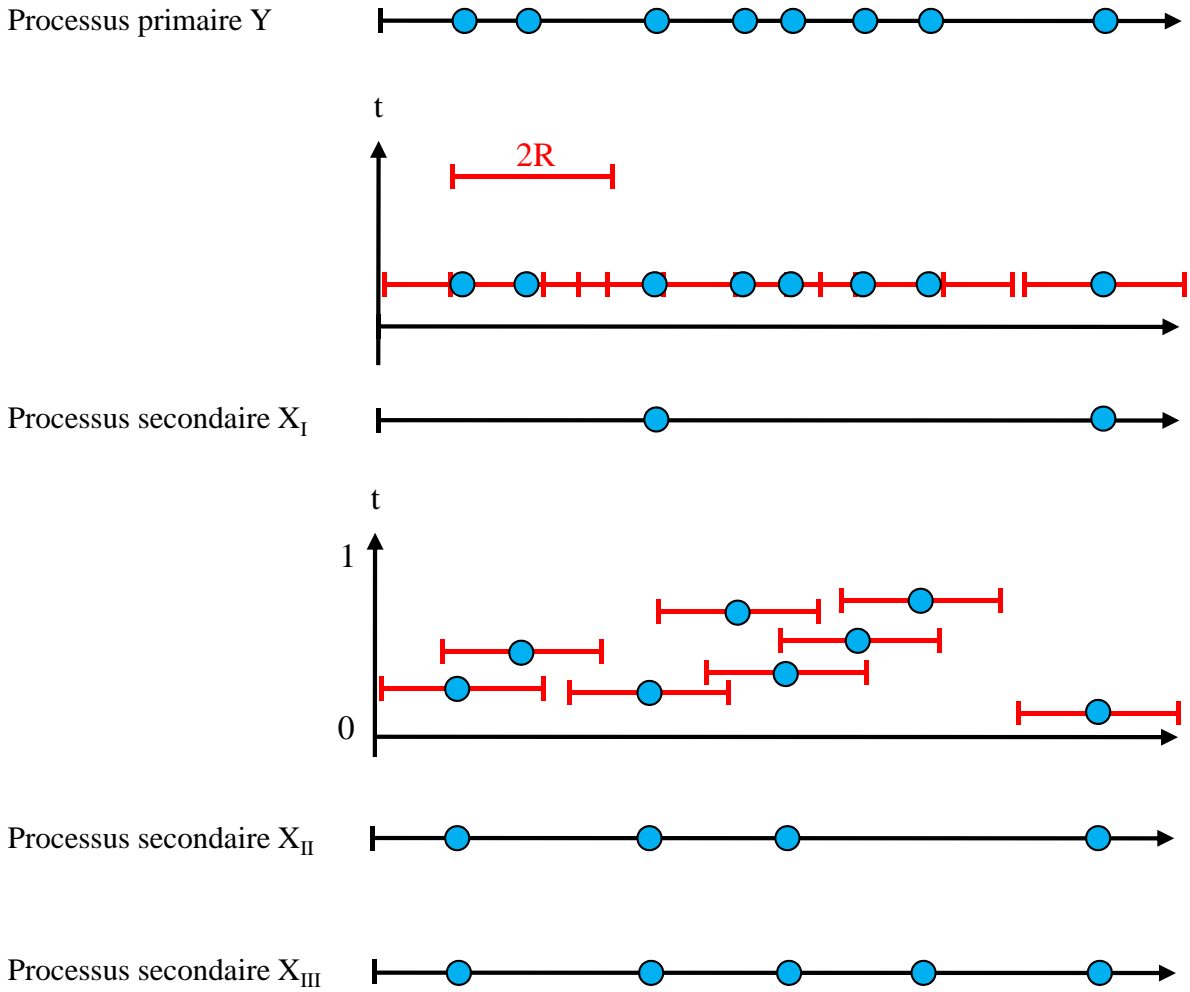 Processus primaire Y
t
2R
Processus secondaire X_I
t
1
0
Processus secondaire X_II
Processus secondaire X_III